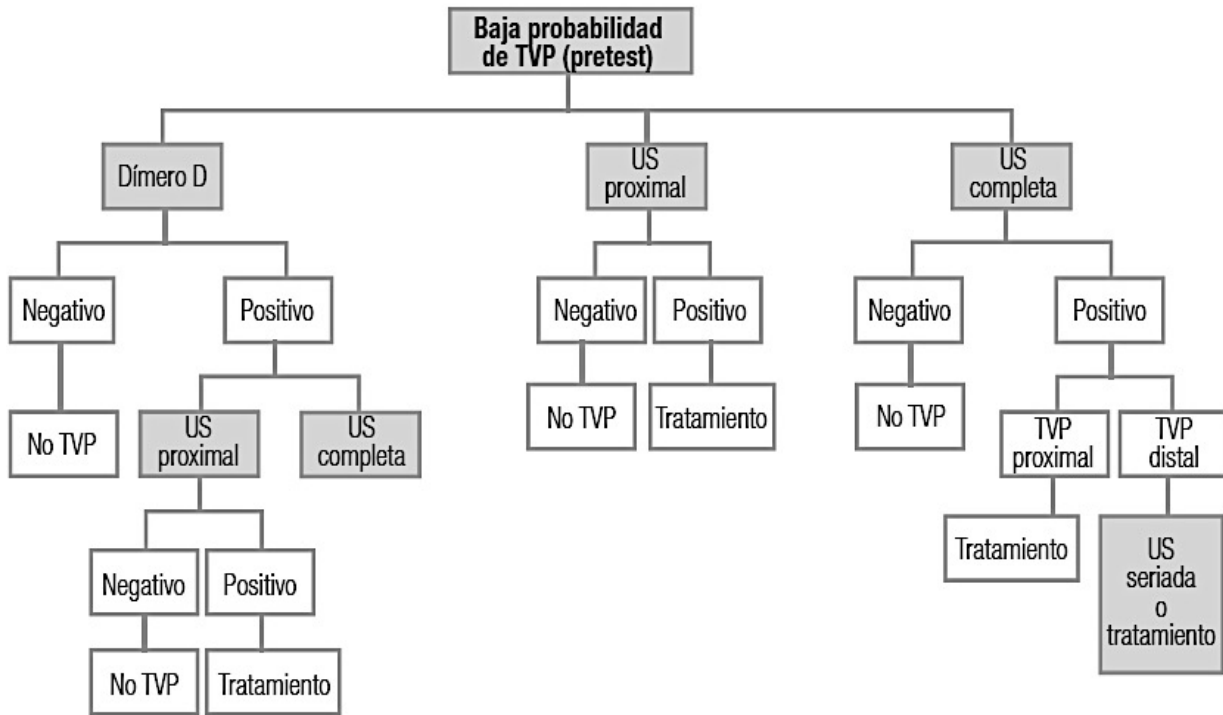 Baja probabilidad
de TVP (pretest)
Dímero D
US
proximal
US
completa
Negativo
Positivo
Negativo
Positivo
Negativo
Positivo
No TVP
US
proximal
US
completa
No TVP
Tratamiento
No TVP
TVP
proximal
TVP
distal
Negativo
Positivo
Tratamiento
US
seriada
o
tratamiento
No TVP
Tratamiento